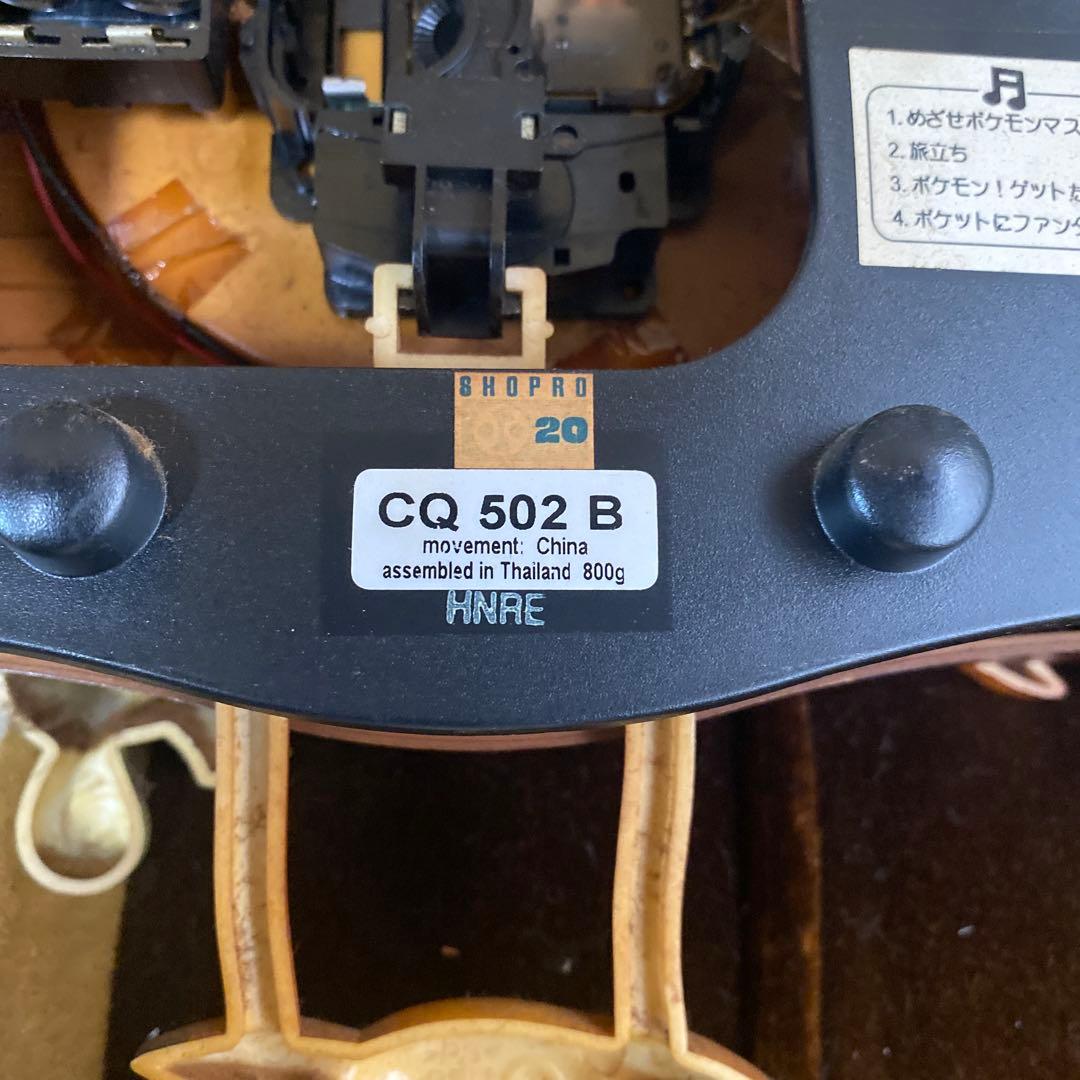 1. めざせポケモンマス
2. 旅立ち
3. ポケモン！ゲット
4. ポケットにファン
SHOPRO
20
CQ 502 B
movement: China
assembled in Thailand 800g
HNRE